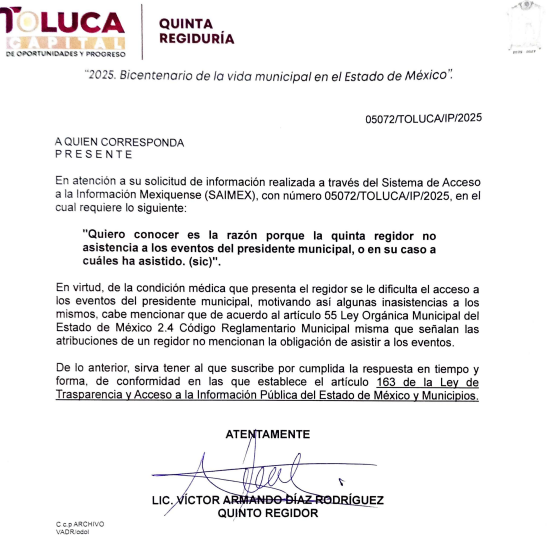 TOLUCA
CAPITAL
DE OPORTUNIDADES Y PROGRESO
QUINTA
REGIDURÍA
"2025. Bicentenario de la vida municipal en el Estado de México".
05072/TOLUCA/IP/2025
A QUIEN CORRESPONDA
P R E S E N T E
En atención a su solicitud de información realizada a través del Sistema de Acceso
a la Información Mexiquense (SAIMEX), con número 05072/TOLUCA/IP/2025, en el
cual requiere lo siguiente:
"Quiero conocer es la razón porque la quinta regidor no
asistencia a los eventos del presidente municipal, o en su caso a
cuáles ha asistido. (sic)".
En virtud, de la condición médica que presenta el regidor se le dificulta el acceso a
los eventos del presidente municipal, motivando así algunas inasistencias a los
mismos, cabe mencionar que de acuerdo al artículo 55 Ley Orgánica Municipal del
Estado de México 2.4 Código Reglamentario Municipal misma que señalan las
atribuciones de un regidor no mencionan la obligación de asistir a los eventos.
De lo anterior, sirva tener al que suscribe por cumplida la respuesta en tiempo y
forma, de conformidad en las que establece el artículo 163 de la Ley de
Trasparencia y Acceso a la Información Pública del Estado de México y Municipios.
ATENTAMENTE
LIC. VÍCTOR ARMANDO DÍAZ RODRÍGUEZ
QUINTO REGIDOR
C.c.p ARCHIVO